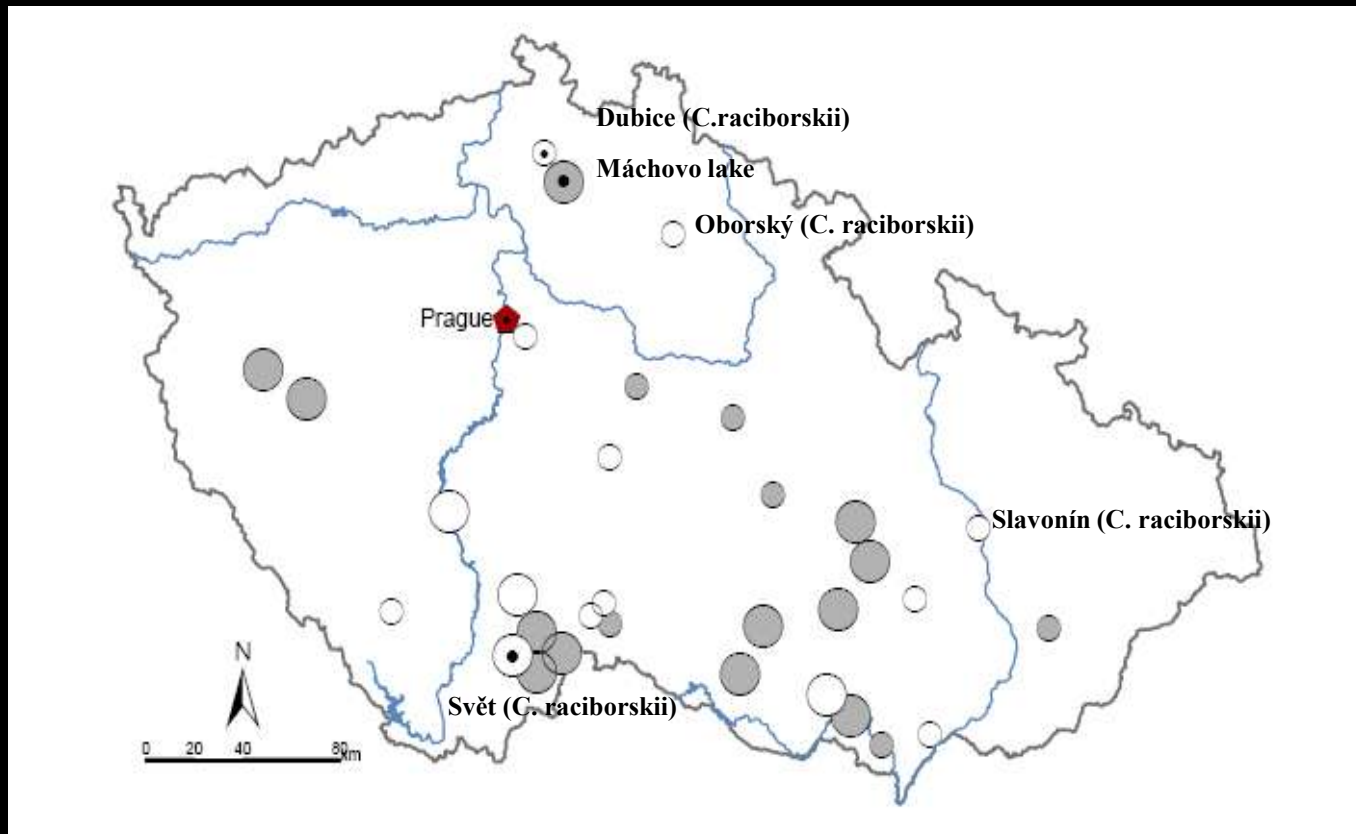 Dubice (C.raciborskii)
Máchovo lake
Oborský (C. raciborskii)
Prague
Slavonín (C. raciborskii)
N
Svět (C. raciborskii)
0 20 40 80
km